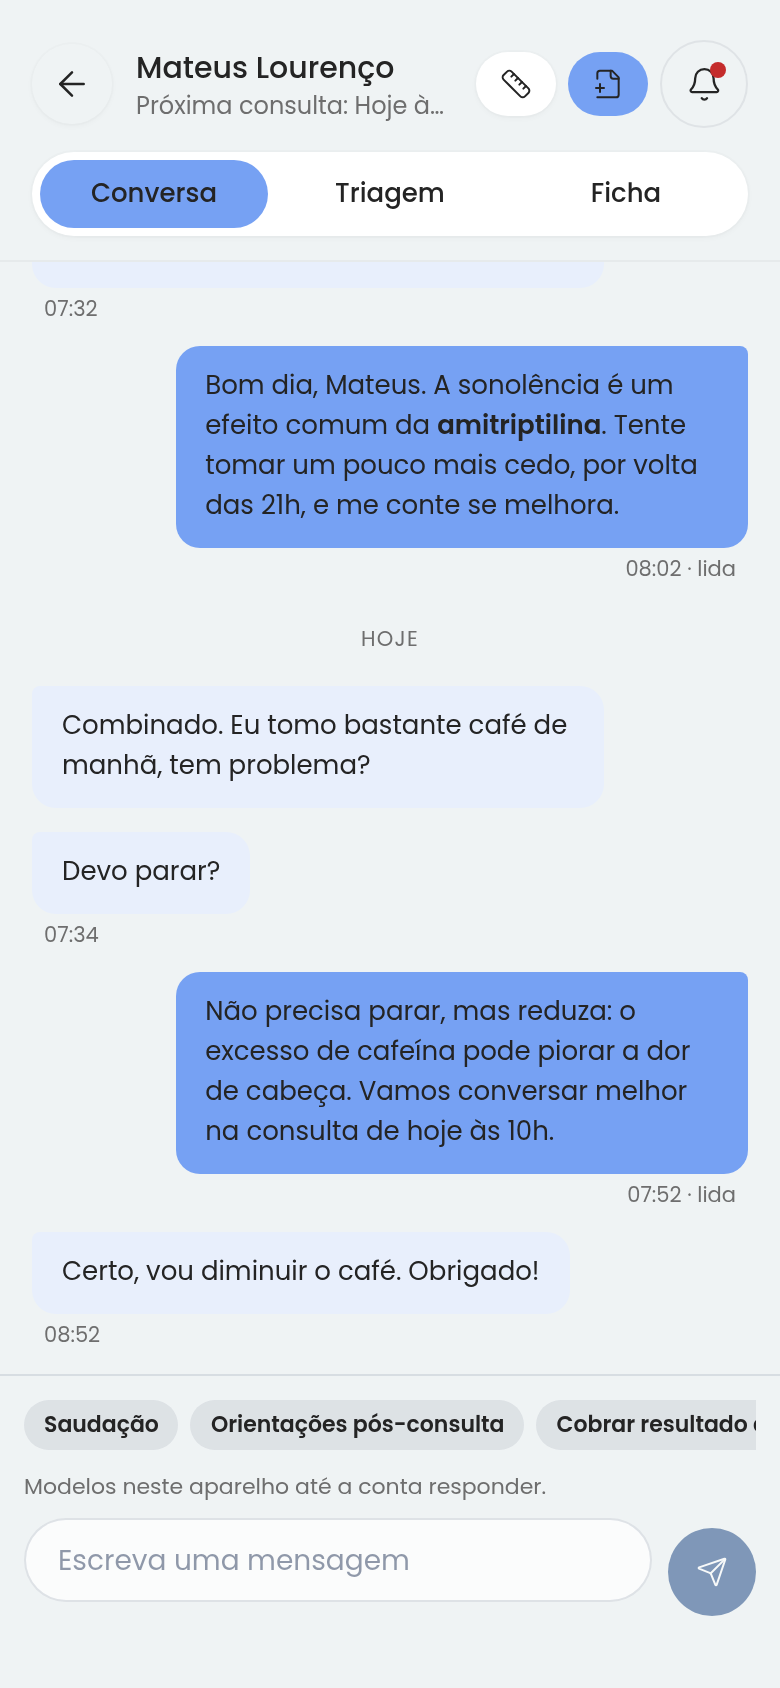 Mateus Lourenço
Próxima consulta: Hoje à...
Conversa
Triagem
Ficha
07:32
Bom dia, Mateus. A sonolência é um
efeito comum da amitriptilina. Tente
tomar um pouco mais cedo, por volta
das 21h, e me conte se melhora.
08:02 · lida
HOJE
Combinado. Eu tomo bastante café de
manhã, tem problema?
Devo parar?
07:34
Não precisa parar, mas reduza: o
excesso de cafeína pode piorar a dor
de cabeça. Vamos conversar melhor
na consulta de hoje às 10h.
07:52 · lida
Certo, vou diminuir o café. Obrigado!
08:52
Saudação
Orientações pós-consulta
Cobrar resultado
Modelos neste aparelho até a conta responder.
Escreva uma mensagem